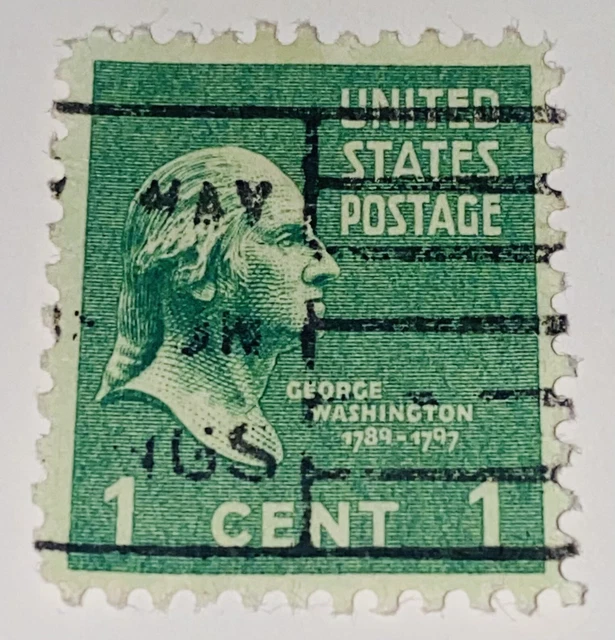 UNITED
STATES
POSTAGE
GEORGE
WASHINGTON
1789-1797
1 CENT 1